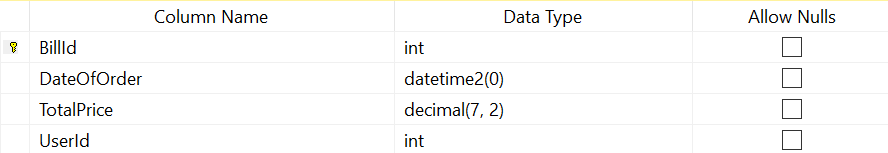 Column Name Data Type Allow Nulls
BillId int
DateOfOrder datetime2(0)
TotalPrice decimal(7, 2)
UserId int